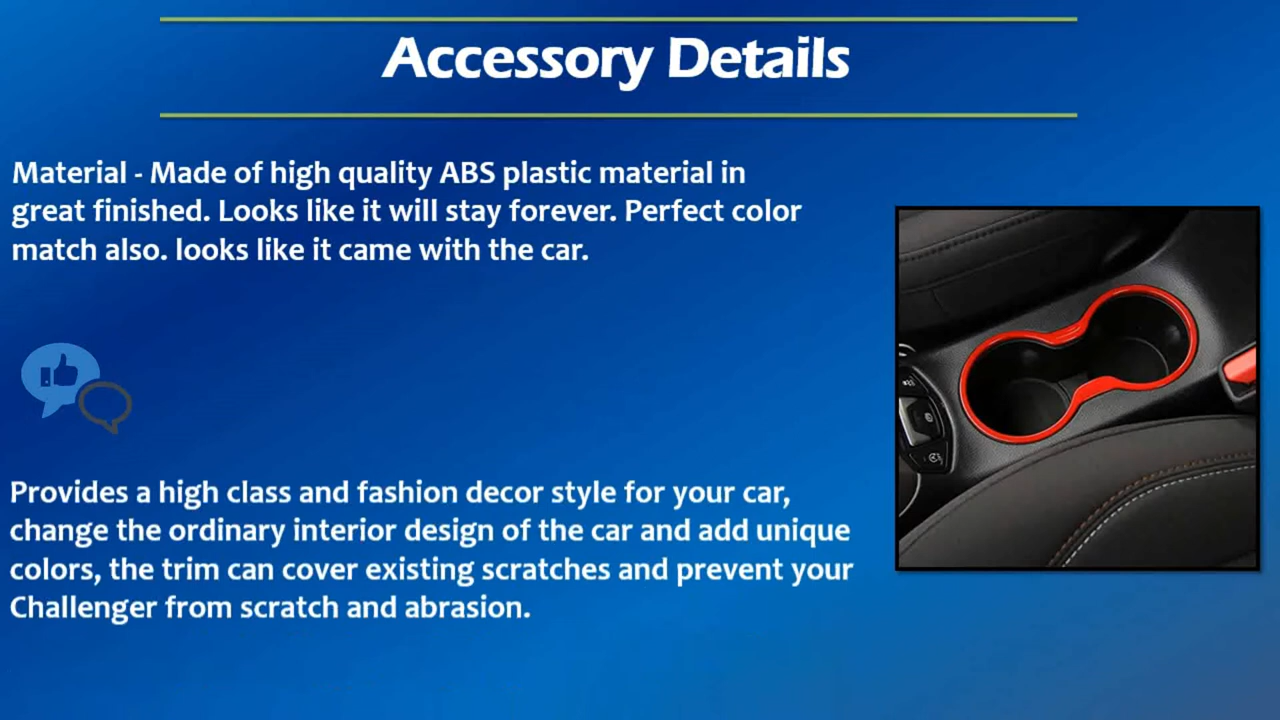 Accessory Details
Material - Made of high quality ABS plastic material in
great finished. Looks like it will stay forever. Perfect color
match also. looks like it came with the car.
Provides a high class and fashion decor style for your car,
change the ordinary interior design of the car and add unique
colors, the trim can cover existing scratches and prevent your
Challenger from scratch and abrasion.